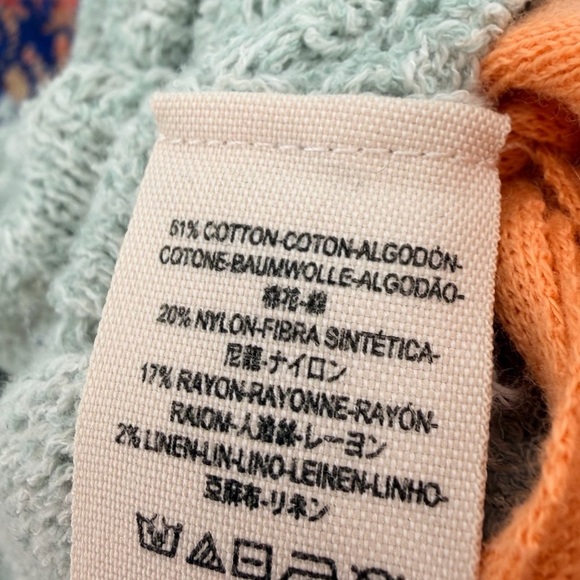 61% COTTON-COTON-ALGODÓN-
COTONE-BAUMWOLLE-ALGODÃO-
棉花-綿
20% NYLON-FIBRA SINTÉTICA-
尼龍-ナイロン
17% RAYON-RAYONNE-RAYÓN-
RAION-人造絲-レーヨン
2% LINEN-LIN-LINO-LEINEN-LINHO-
亞麻布-リネン